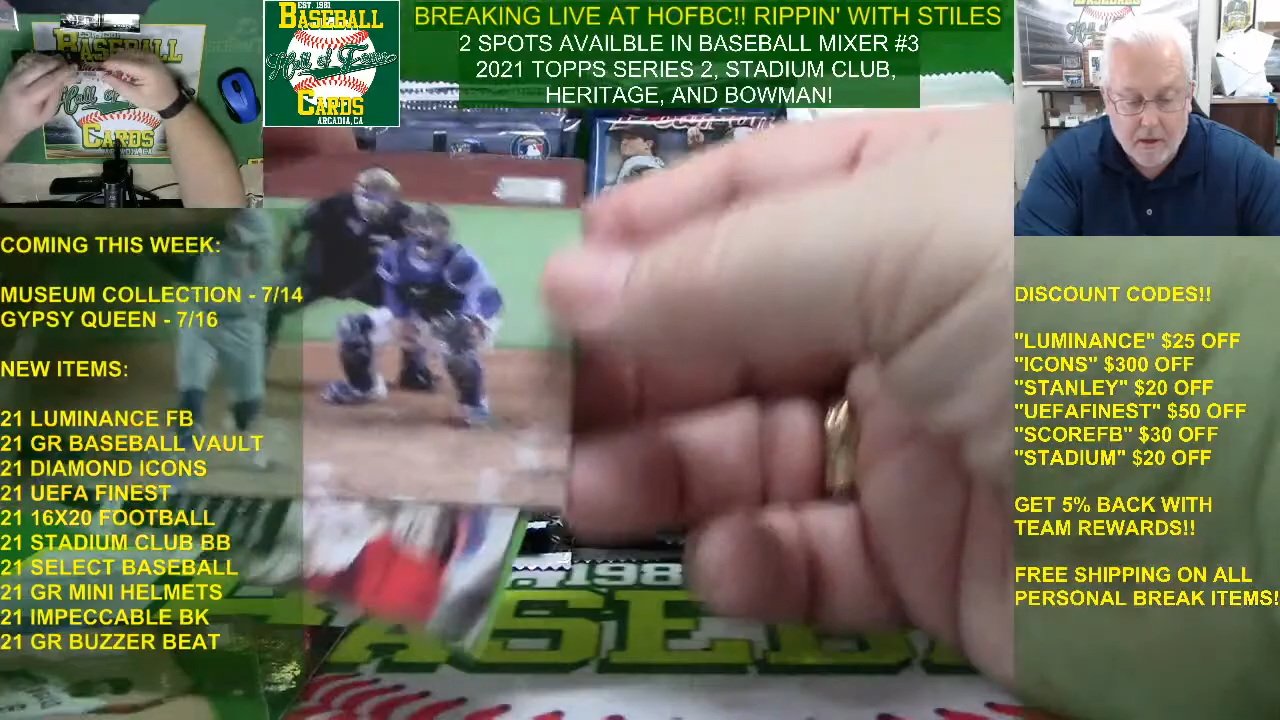 EST. 1981
BASEBALL
Hall of Fame
CARDS
ARCADIA, CA
BREAKING LIVE AT HOFBC!! RIPPIN' WITH STILES
2 SPOTS AVAILBLE IN BASEBALL MIXER #3
2021 TOPPS SERIES 2, STADIUM CLUB,
HERITAGE, AND BOWMAN!
CARDS
COMING THIS WEEK:
MUSEUM COLLECTION - 7/14
GYPSY QUEEN - 7/16
NEW ITEMS:
21 LUMINANCE FB
21 GR BASEBALL VAULT
21 DIAMOND ICONS
21 UEFA FINEST
21 16X20 FOOTBALL
21 STADIUM CLUB BB
21 SELECT BASEBALL
21 GR MINI HELMETS
21 IMPECCABLE BK
21 GR BUZZER BEAT
DISCOUNT CODES!!
"LUMINANCE" $25 OFF
"ICONS" $300 OFF
"STANLEY" $20 OFF
"UEFAFINEST" $50 OFF
"SCOREFB" $30 OFF
"STADIUM" $20 OFF
GET 5% BACK WITH
TEAM REWARDS!!
FREE SHIPPING ON ALL
PERSONAL BREAK ITEMS!
198
ASEB